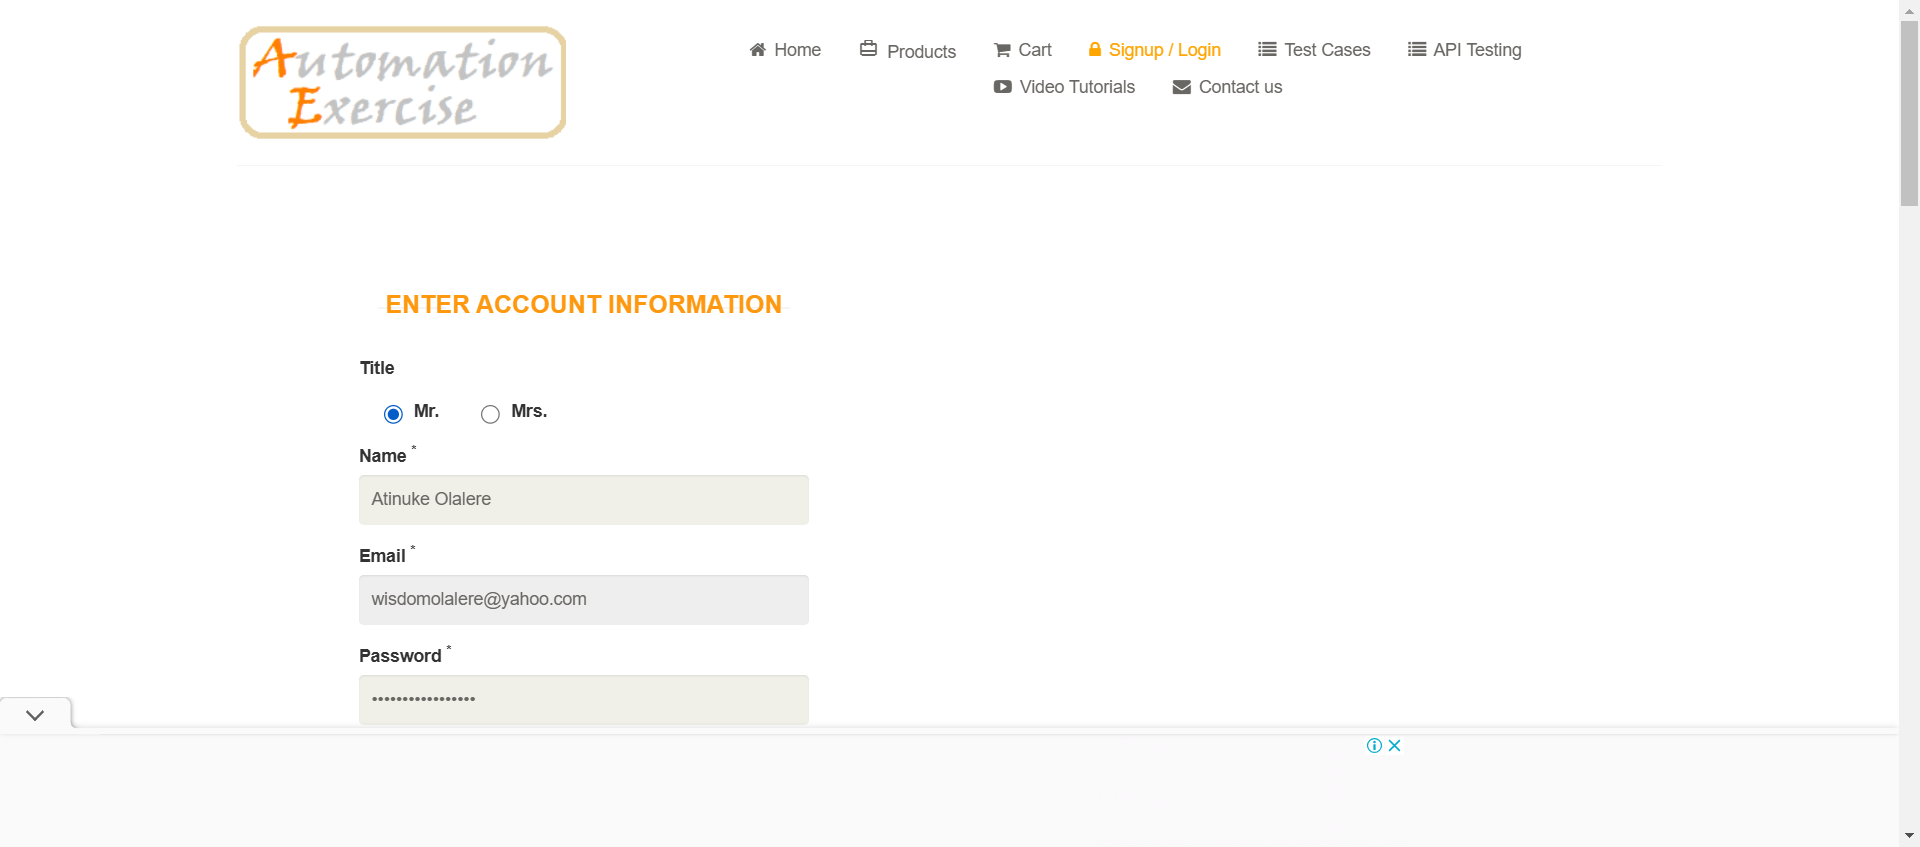 Automation
Exercise
Home
Products
Cart
Signup / Login
Test Cases
API Testing
Video Tutorials
Contact us
ENTER ACCOUNT INFORMATION
Title
Mr.
Mrs.
Name *
Atinuke Olalere
Email *
wisdomolalere@yahoo.com
Password *
•••••••••••••••••